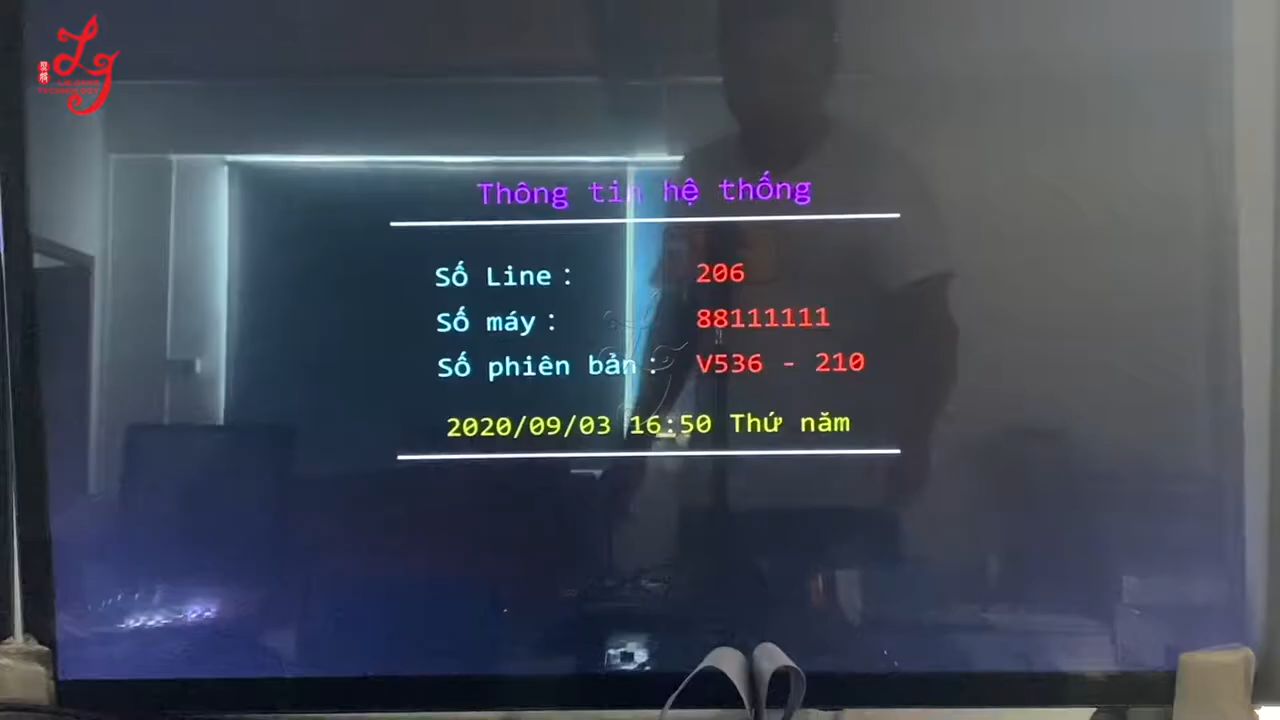 Thông tin hệ thống
Số Line : 206
Số máy : 88111111
Số phiên bản : V536 - 210
2020/09/03 16:50 Thứ năm